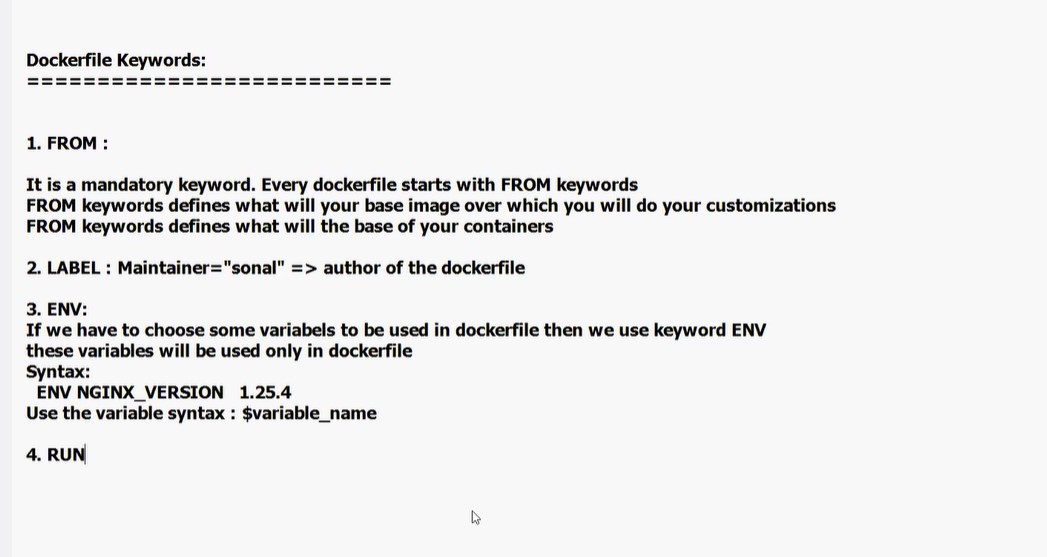 Dockerfile Keywords:
==========================
1. FROM :
It is a mandatory keyword. Every dockerfile starts with FROM keywords
FROM keywords defines what will your base image over which you will do your customizations
FROM keywords defines what will the base of your containers
2. LABEL : Maintainer="sonal" => author of the dockerfile
3. ENV:
If we have to choose some variabels to be used in dockerfile then we use keyword ENV
these variables will be used only in dockerfile
Syntax:
ENV NGINX_VERSION 1.25.4
Use the variable syntax : $variable_name
4. RUN